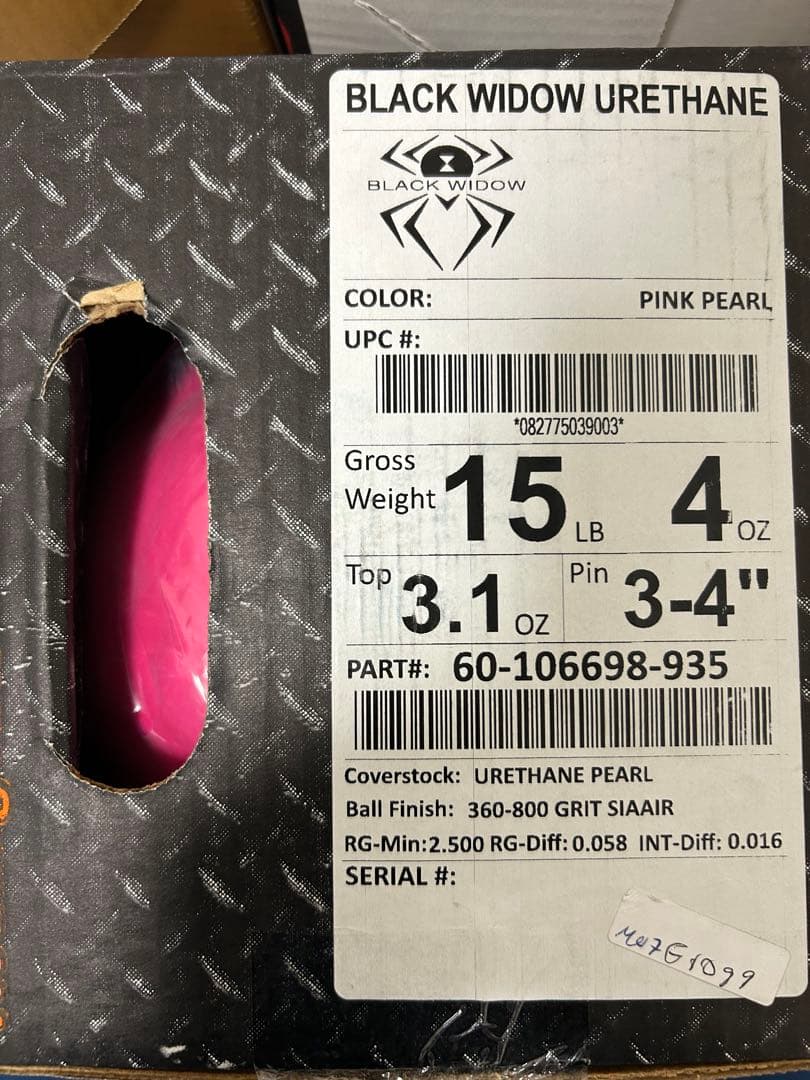 BLACK WIDOW URETHANE
BLACK WIDOW
COLOR: PINK PEARL
UPC #:
*082775039003*
Gross Weight 15 LB 4 OZ
Top 3.1 OZ Pin 3-4"
PART#: 60-106698-935
Coverstock: URETHANE PEARL
Ball Finish: 360-800 GRIT SIAAIR
RG-Min:2.500 RG-Diff: 0.058 INT-Diff: 0.016
SERIAL #: